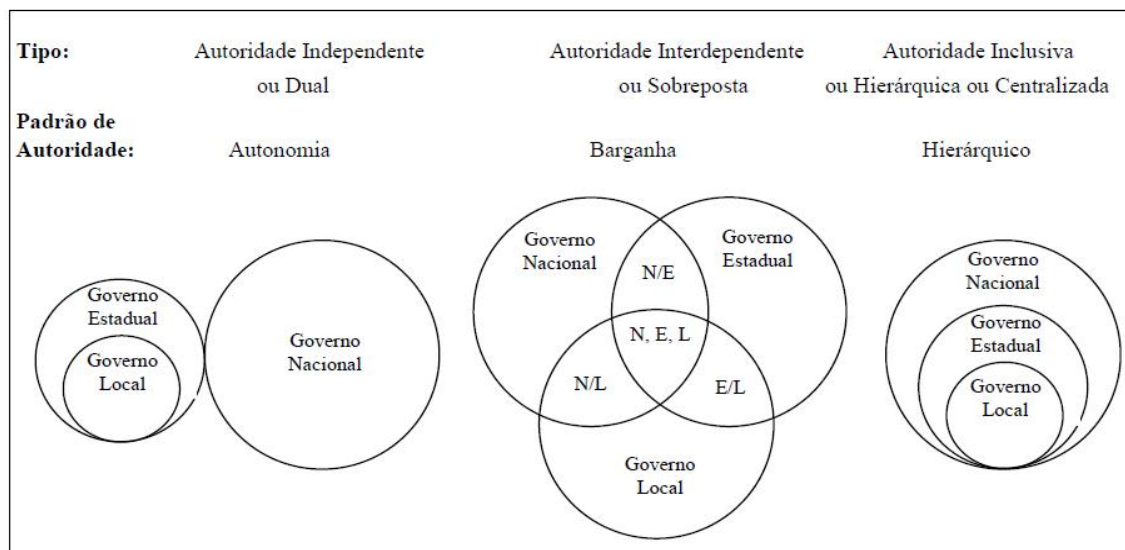 Tipo:
Autoridade Independente
ou Dual
Autoridade Interdependente
ou Sobreposta
Autoridade Inclusiva
ou Hierárquica ou Centralizada
Padrão de
Autoridade:
Autonomia
Barganha
Hierárquico
Governo
Estadual
Governo
Local
Governo
Nacional
Governo
Nacional
N/E
Governo
Estadual
N, E, L
N/L
E/L
Governo
Local
Governo
Nacional
Governo
Estadual
Governo
Local